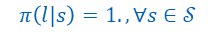 π(l|s) = 1., ∀s ∈ 𝒮